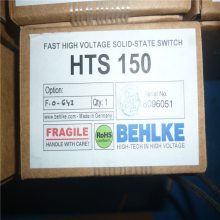 FAST HIGH VOLTAGE SOLID-STATE SWITCH
HTS 150
Option:
Qty: 1
Serial No.:
8096051
www.behlke.com / Made in Germany
FRAGILE
HANDLE WITH CARE!
RoHS
BEHLKE
HIGH-TECH IN HIGH VOLTAGE